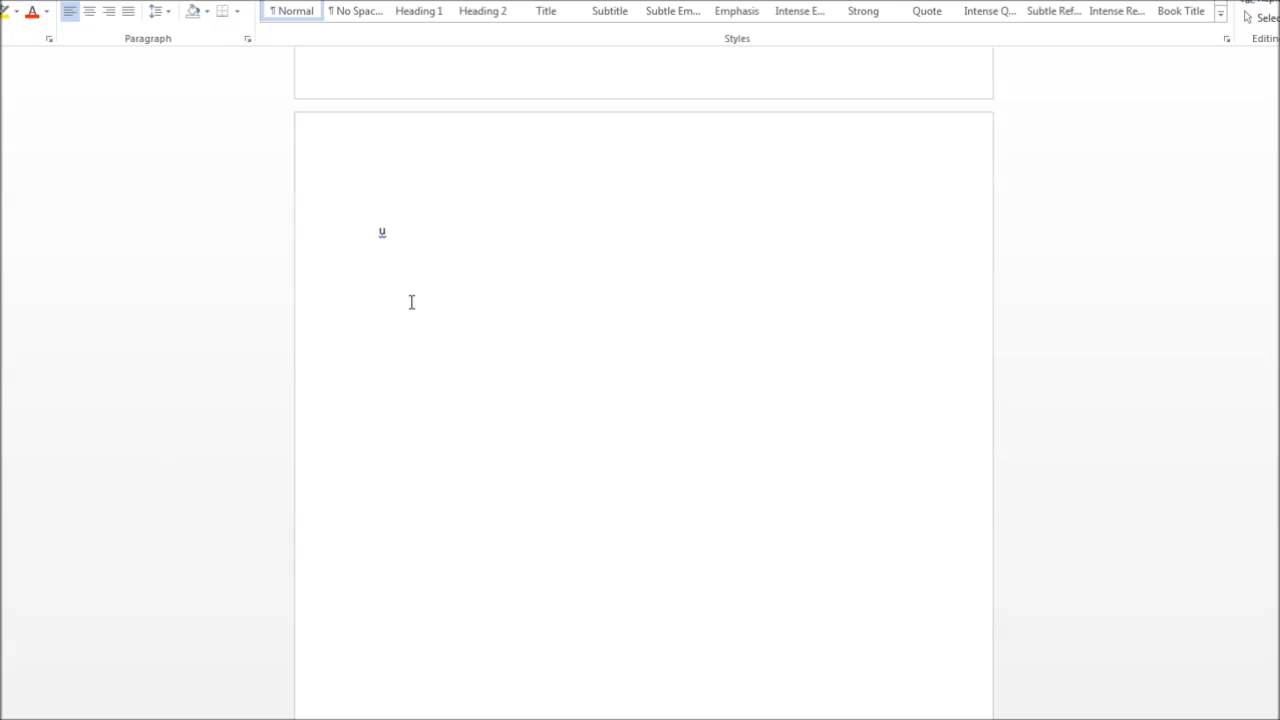 ¶ Normal ¶ No Spac... Heading 1 Heading 2 Title Subtitle Subtle Em... Emphasis Intense E... Strong Quote Intense Q... Subtle Ref... Intense Re... Book Title Selec
Paragraph Styles Editin
u